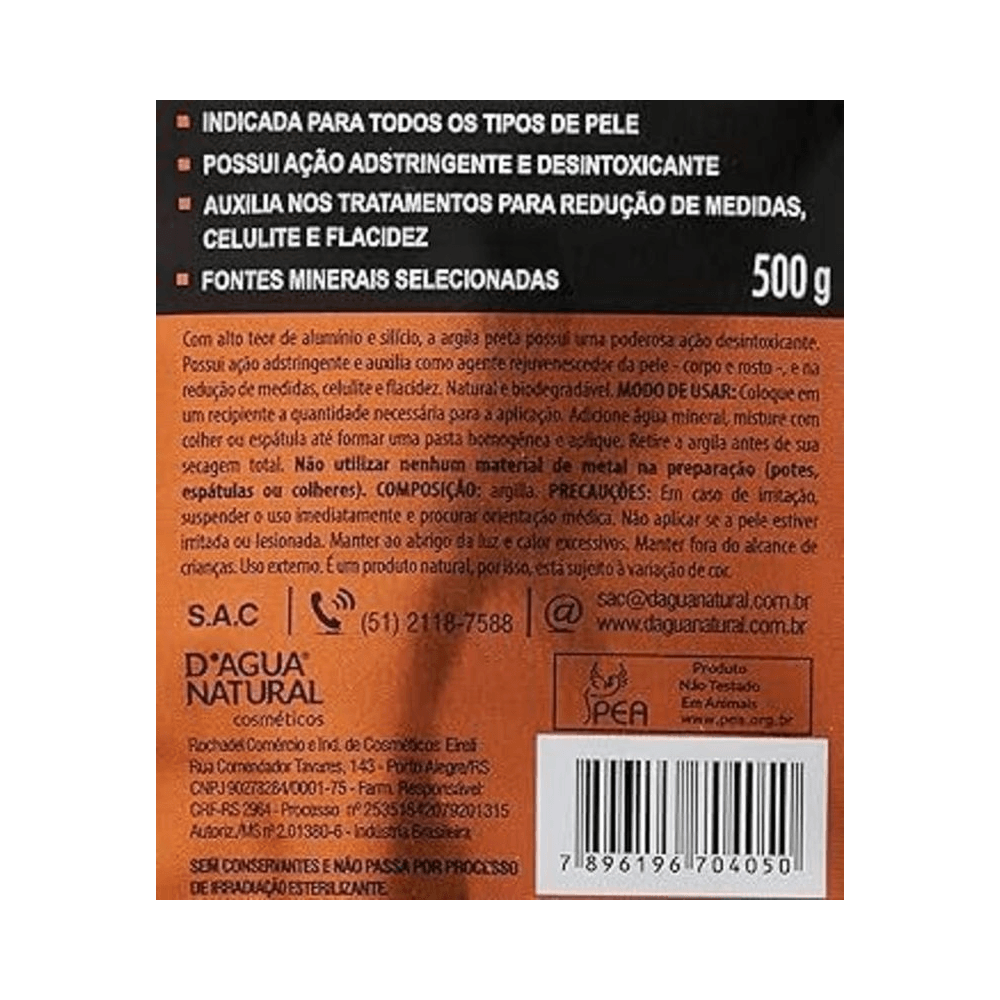 INDICADA PARA TODOS OS TIPOS DE PELE
POSSUI AÇÃO ADSTRINGENTE E DESINTOXICANTE
AUXILIA NOS TRATAMENTOS PARA REDUÇÃO DE MEDIDAS,
CELULITE E FLACIDEZ
FONTES MINERAIS SELECIONADAS
500 g
Com alto teor de alumínio e silício, a argila preta possui uma poderosa ação desintoxicante.
Possui ação adstringente e auxilia como agente rejuvenescedor da pele - corpo e rosto -, e na
redução de medidas, celulite e flacidez. Natural e biodegradável. MODO DE USAR: Coloque em
um recipiente a quantidade necessária para a aplicação. Adicione água mineral, misture com
colher ou espátula até formar uma pasta homogênea e aplique. Retire a argila antes de sua
secagem total. Não utilizar nenhum material de metal na preparação (potes,
espátulas ou colheres). COMPOSIÇÃO: argila. PRECAUÇÕES: Em caso de irritação,
suspender o uso imediatamente e procurar orientação médica. Não aplicar se a pele estiver
irritada ou lesionada. Manter ao abrigo da luz e calor excessivos. Manter fora do alcance de
crianças. Uso externo. É um produto natural, por isso, está sujeito à variação de cor.
S.A.C
(51) 2118-7588
@
sac@daguanatural.com.br
www.daguanatural.com.br
D'AGUA®
NATURAL
cosméticos
PEA
Produto
Não Testado
Em Animais
www.pea.org.br
Rochadel Comércio e Ind. de Cosméticos Eireli
Rua Comendador Tavares, 143 - Porto Alegre/RS
CNPJ 90278284/0001-75 - Farm. Responsável:
CRF-RS 2964 - Processo nº 25351542079201315
Autoriz./MS nº 2.01380-6 - Indústria Brasileira
SEM CONSERVANTES E NÃO PASSA POR PROCESSO
DE IRRADIAÇÃO ESTERILIZANTE.
7 896196 704050